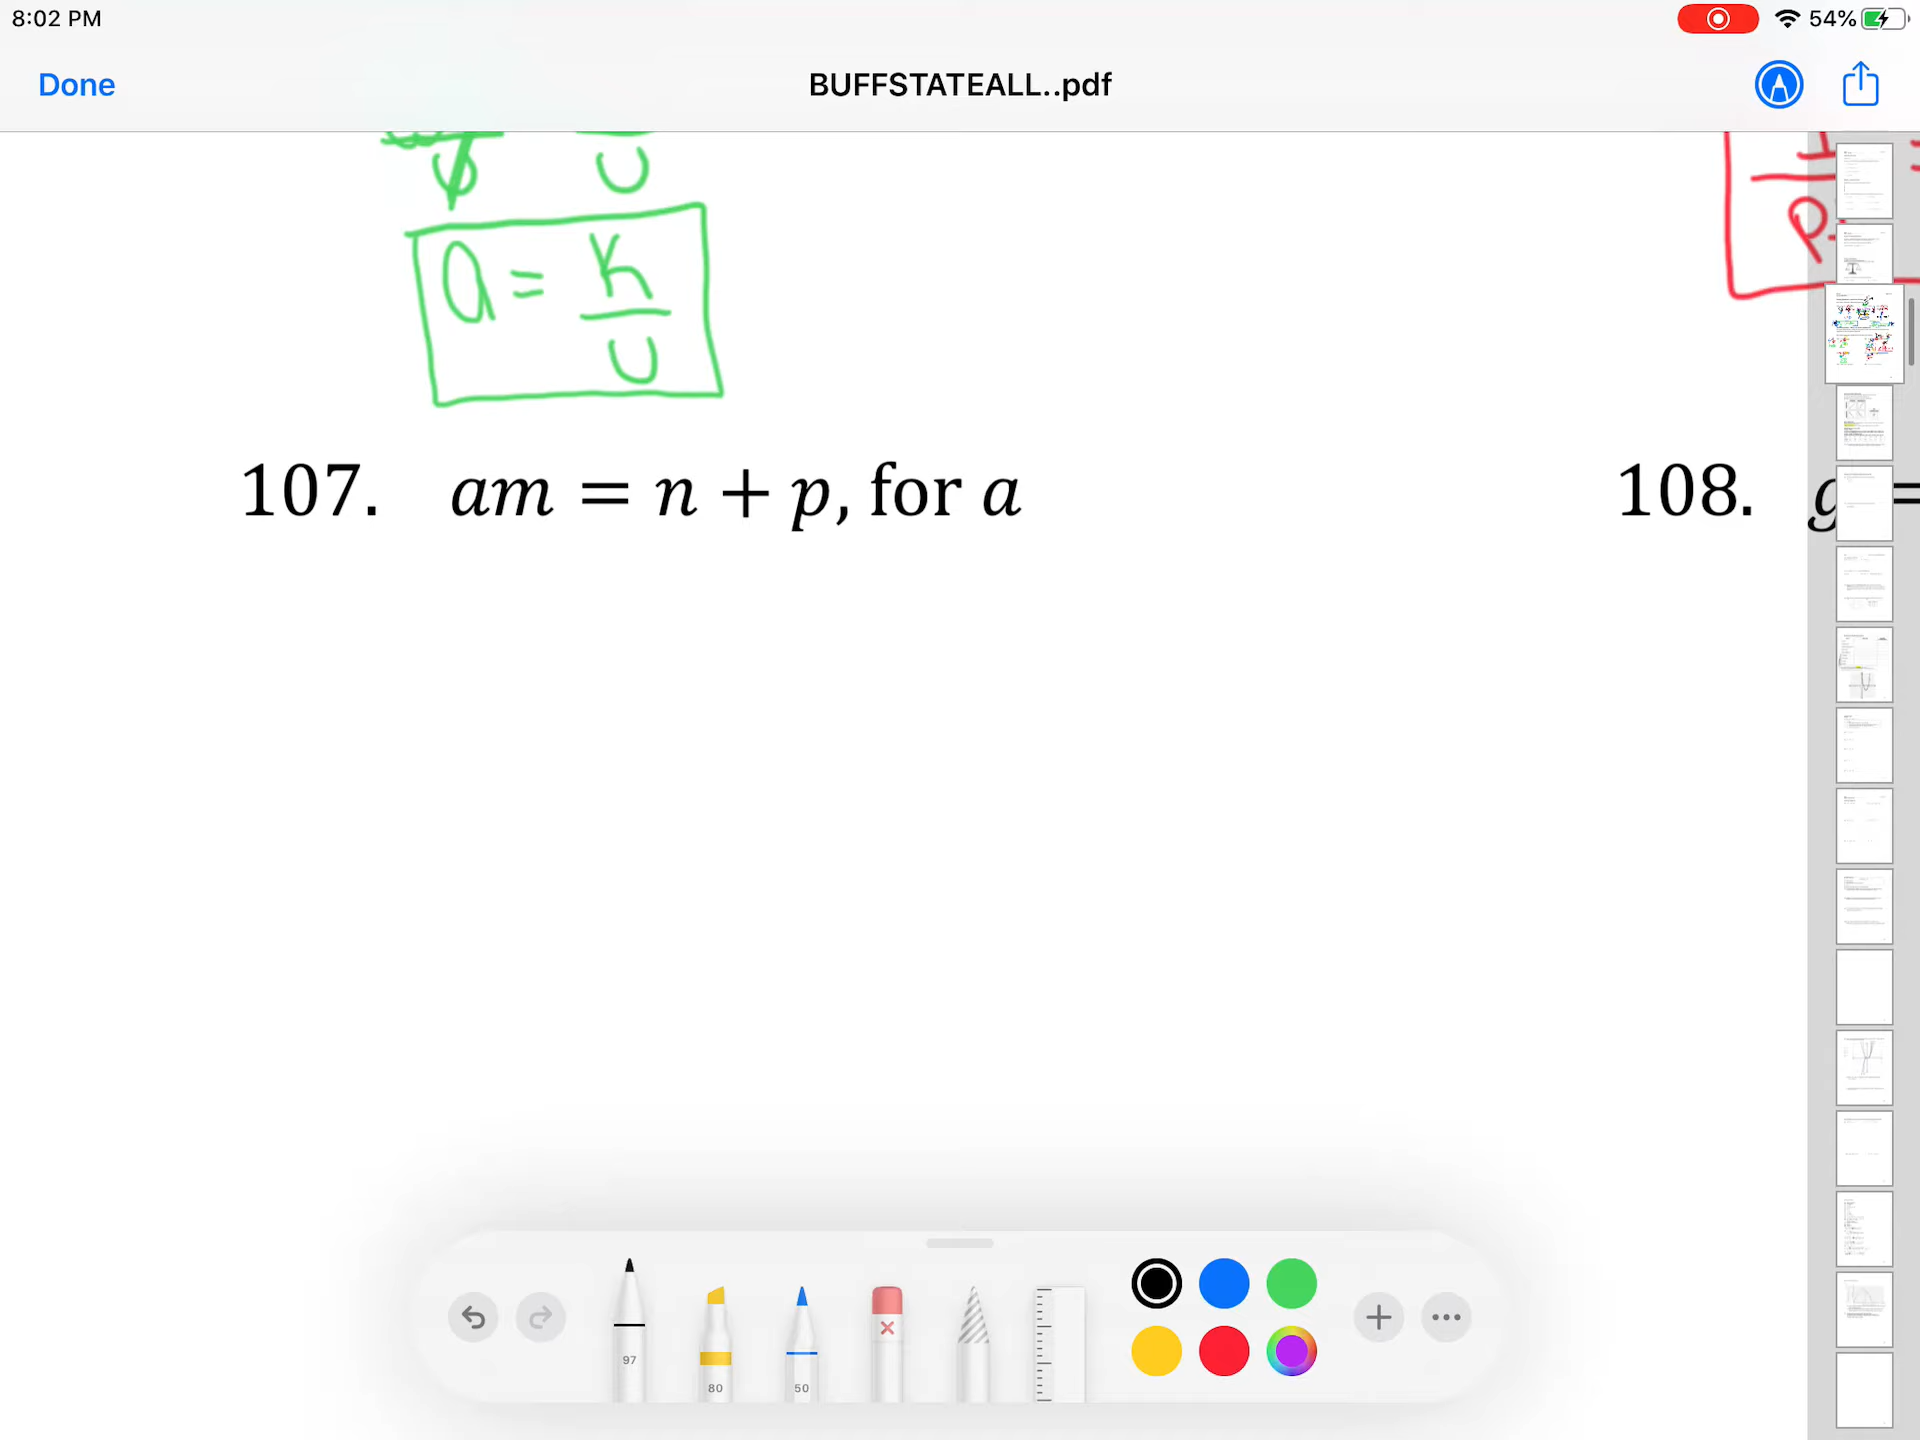 8:02 PM
54%
Done
BUFFSTATEALL..pdf
U
a = K
U
107. am = n + p, for a
108. g =
97
80
50